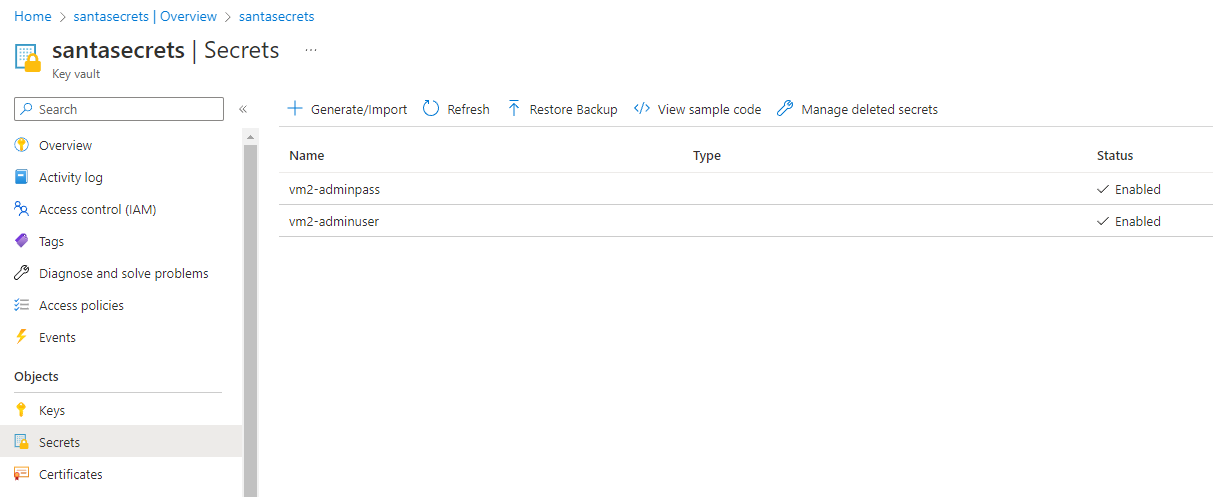 Home > santasecrets | Overview > santasecrets
santasecrets | Secrets ...
Key vault
Search «
Overview
Activity log
Access control (IAM)
Tags
Diagnose and solve problems
Access policies
Events
Objects
Keys
Secrets
Certificates
Generate/Import Refresh Restore Backup View sample code Manage deleted secrets
Name Type Status
vm2-adminpass Enabled
vm2-adminuser Enabled